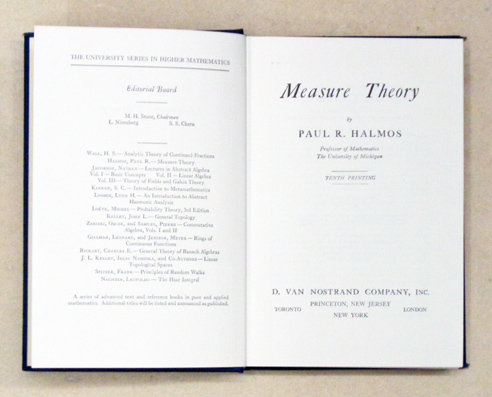 THE UNIVERSITY SERIES IN HIGHER MATHEMATICS
Editorial Board
M. H. Stone, Chairman
L. Nirenberg S. S. Chern
Wall, H. S.—Analytic Theory of Continued Fractions
Halmos, Paul R.—Measure Theory
Jacobson, Nathan—Lectures in Abstract Algebra
Vol. I—Basic Concepts Vol. II—Linear Algebra
Vol. III—Theory of Fields and Galois Theory
Kleene, S. C.—Introduction to Metamathematics
Loomis, Lynn H.—An Introduction to Abstract
Harmonic Analysis
Loève, Michel—Probability Theory, 3rd Edition
Kelley, John L.—General Topology
Zariski, Oscar, and Samuel, Pierre—Commutative
Algebra, Vols. I and II
Gillman, Leonard, and Jerison, Meyer—Rings of
Continuous Functions
Rickart, Charles E.—General Theory of Banach Algebras
J. L. Kelley, Isaac Namioka, and Co-Authors—Linear
Topological Spaces
Spitzer, Frank—Principles of Random Walks
Nachbin, Leopoldo—The Haar Integral
A series of advanced text and reference books in pure and applied
mathematics. Additional titles will be listed and announced as published.
Measure Theory
by
PAUL R. HALMOS
Professor of Mathematics
The University of Michigan
TENTH PRINTING
D. VAN NOSTRAND COMPANY, INC.
PRINCETON, NEW JERSEY
TORONTO LONDON
NEW YORK